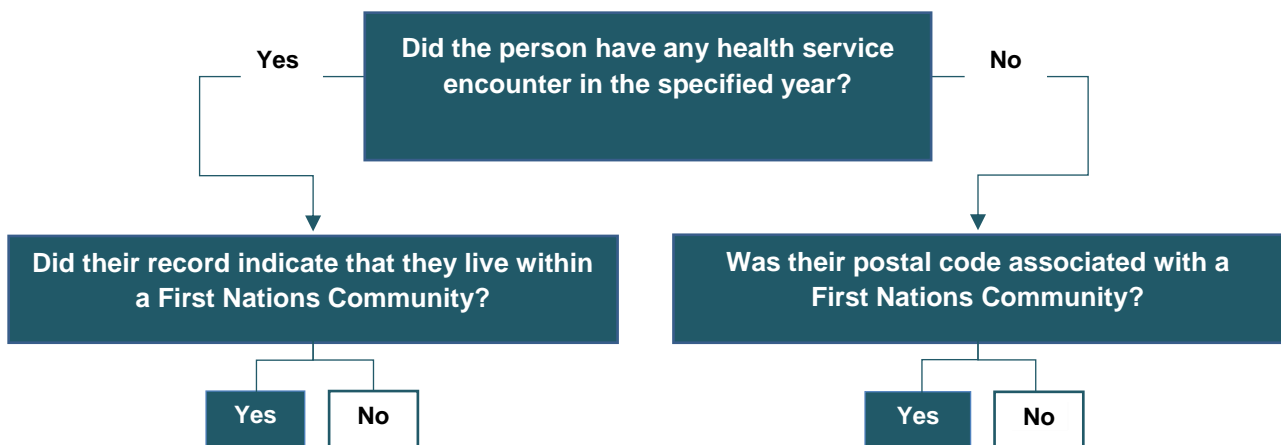 Did the person have any health service
encounter in the specified year?
Yes
No
Did their record indicate that they live within
a First Nations Community?
Was their postal code associated with a
First Nations Community?
Yes
No
Yes
No